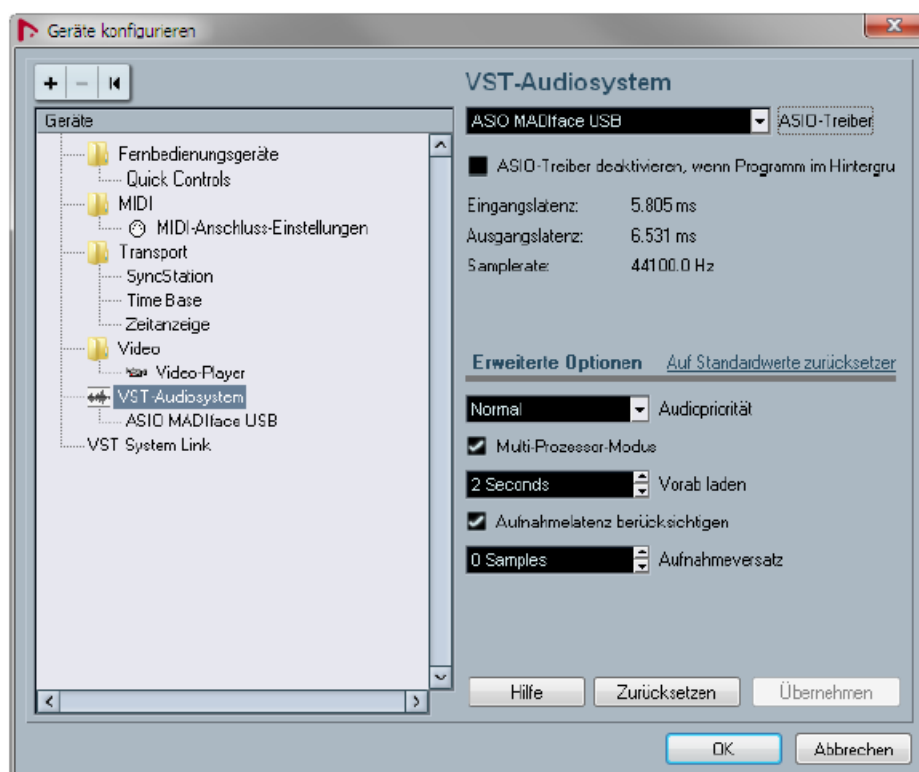 Geräte konfigurieren
Geräte
Fernbedienungsgeräte
Quick Controls
MIDI
MIDI-Anschluss-Einstellungen
Transport
SyncStation
Time Base
Zeitanzeige
Video
Video-Player
VST-Audiosystem
ASIO MADIface USB
VST System Link
VST-Audiosystem
ASIO MADIface USB
ASIO-Treiber
ASIO-Treiber deaktivieren, wenn Programm im Hintergru
Eingangslatenz: 5.805 ms
Ausgangslatenz: 6.531 ms
Samplerate: 44100.0 Hz
Erweiterte Optionen Auf Standardwerte zurücksetzer
Normal Audiopriorität
Multi-Prozessor-Modus
2 Seconds Vorab laden
Aufnahmelatenz berücksichtigen
0 Samples Aufnahmeversatz
Hilfe Zurücksetzen Übernehmen
OK Abbrechen